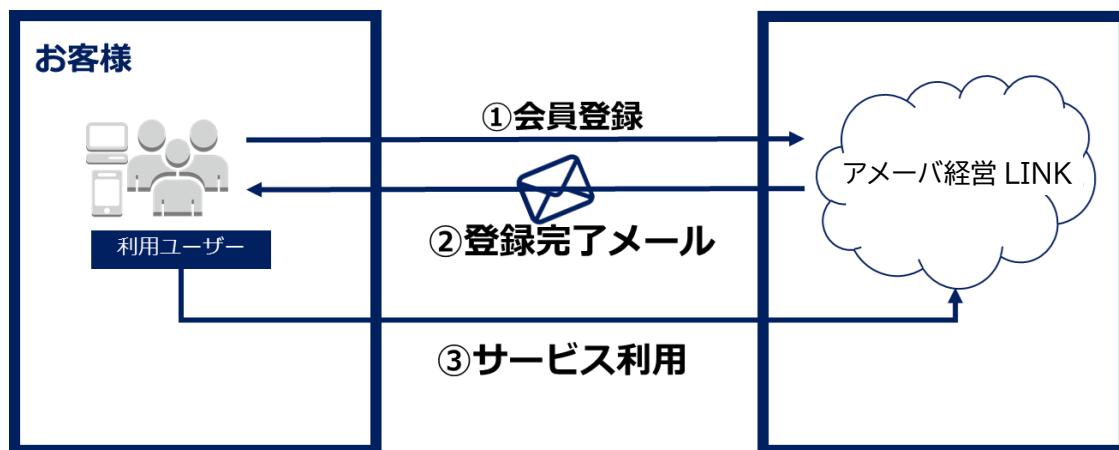 お客様
①会員登録
アメーバ経営 LINK
②登録完了メール
利用ユーザー
③サービス利用